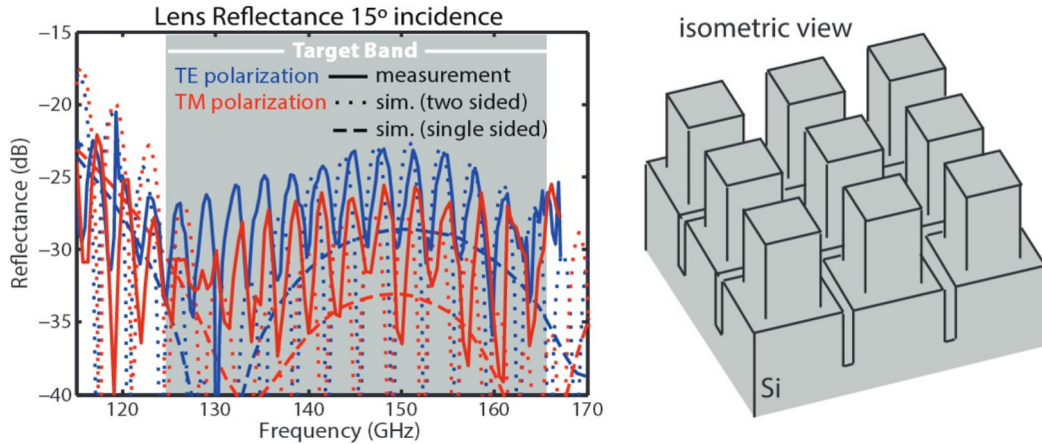 Lens Reflectance 15º incidence
Target Band
TE polarization
measurement
TM polarization
sim. (two sided)
sim. (single sided)
Reflectance (dB)
−15
−20
−25
−30
−35
−40
120
130
140
150
160
170
Frequency (GHz)
isometric view
Si